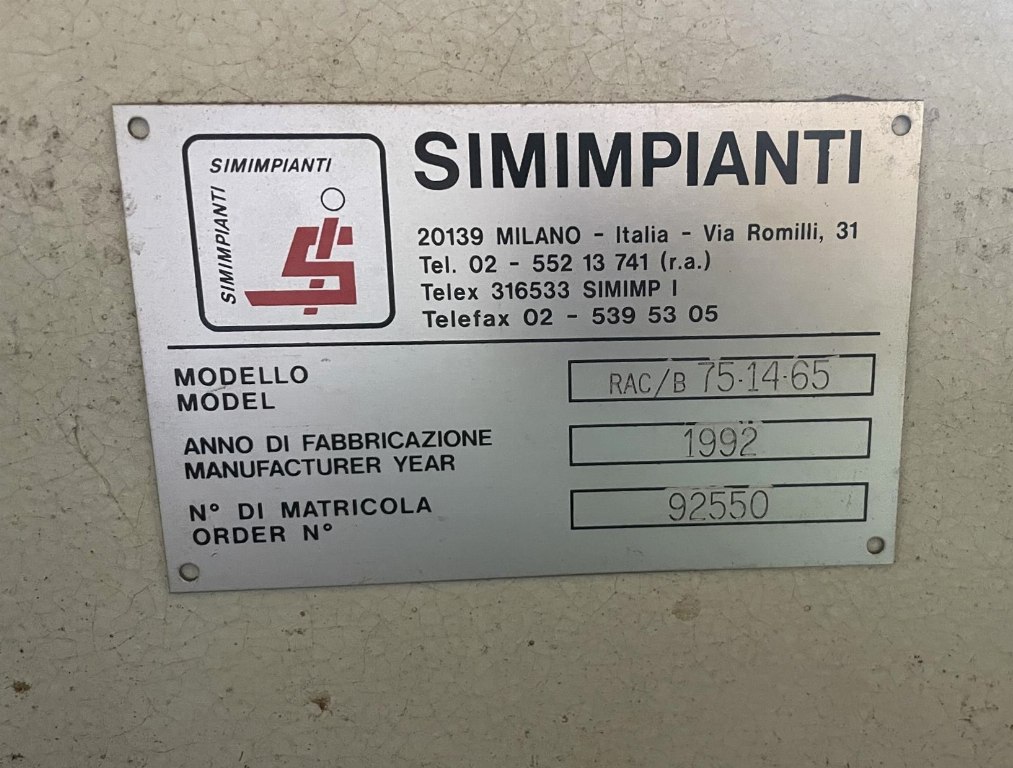 SIMIMPIANTI
SIMIMPIANTI
SIMIMPIANTI
20139 MILANO - Italia - Via Romilli, 31
Tel. 02 - 552 13 741 (r.a.)
Telex 316533 SIMIMP I
Telefax 02 - 539 53 05
MODELLO
MODEL
RAC/B 75-14-65
ANNO DI FABBRICAZIONE
MANUFACTURER YEAR
1992
N° DI MATRICOLA
ORDER N°
92550